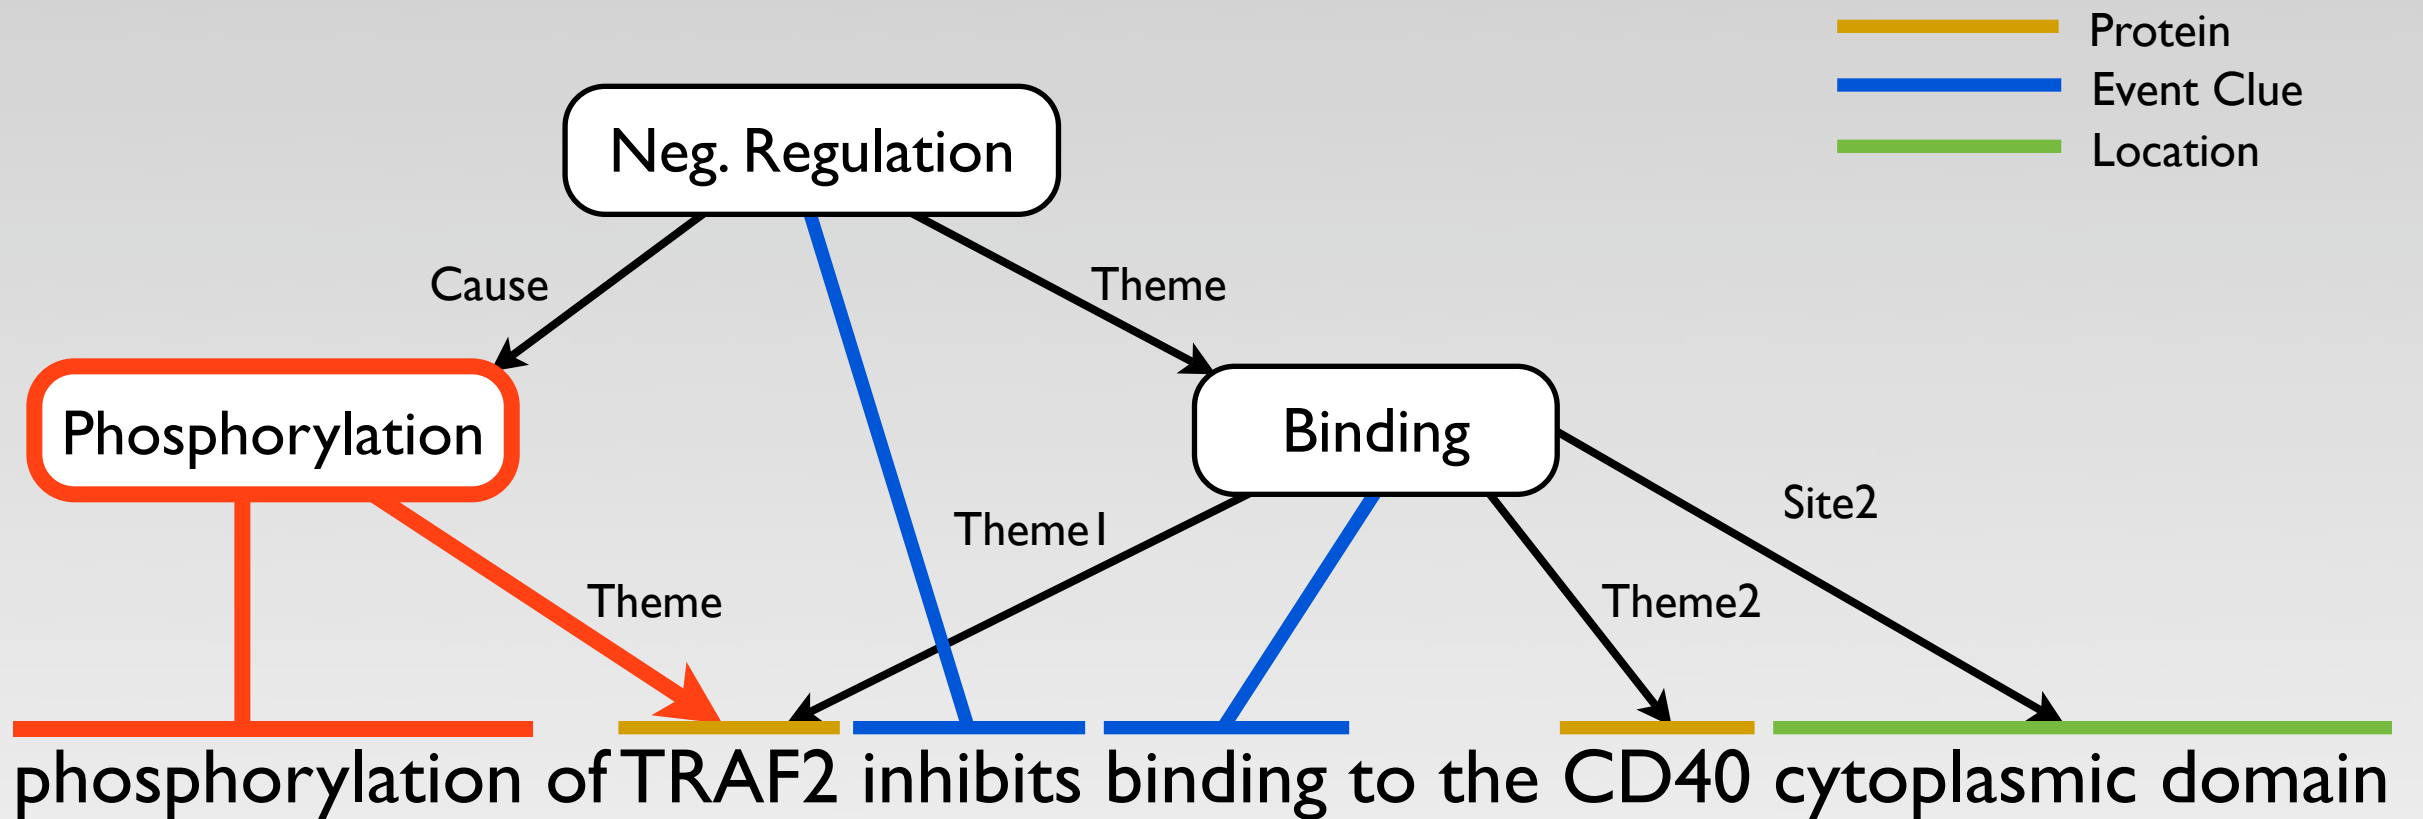 Protein
Event Clue
Location
Neg. Regulation
Cause
Theme
Phosphorylation
Binding
Site2
Theme1
Theme
Theme2
phosphorylation of TRAF2 inhibits binding to the CD40 cytoplasmic domain